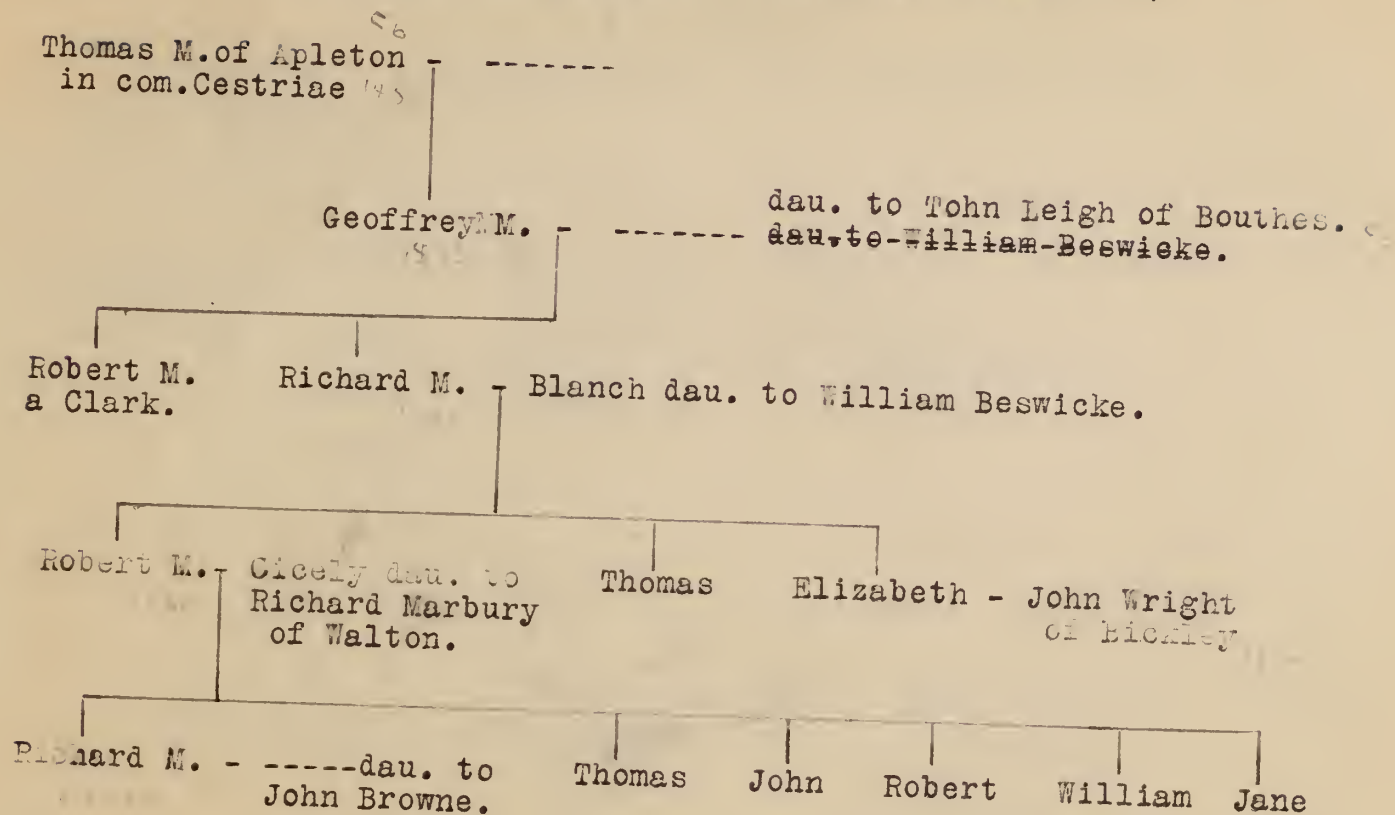 Thomas M.of Apleton - -------
in com.Cestriae
Geoffrey M. - ------- dau. to Tohn Leigh of Bouthes.
dau.to William Beswicke.
Robert M. Richard M. - Blanch dau. to William Beswicke.
a Clark.
Robert M. - Cicely dau. to Thomas Elizabeth - John Wright
Richard Marbury of Bickley
of Walton.
Richard M. - -----dau. to Thomas John Robert William Jane
John Browne.